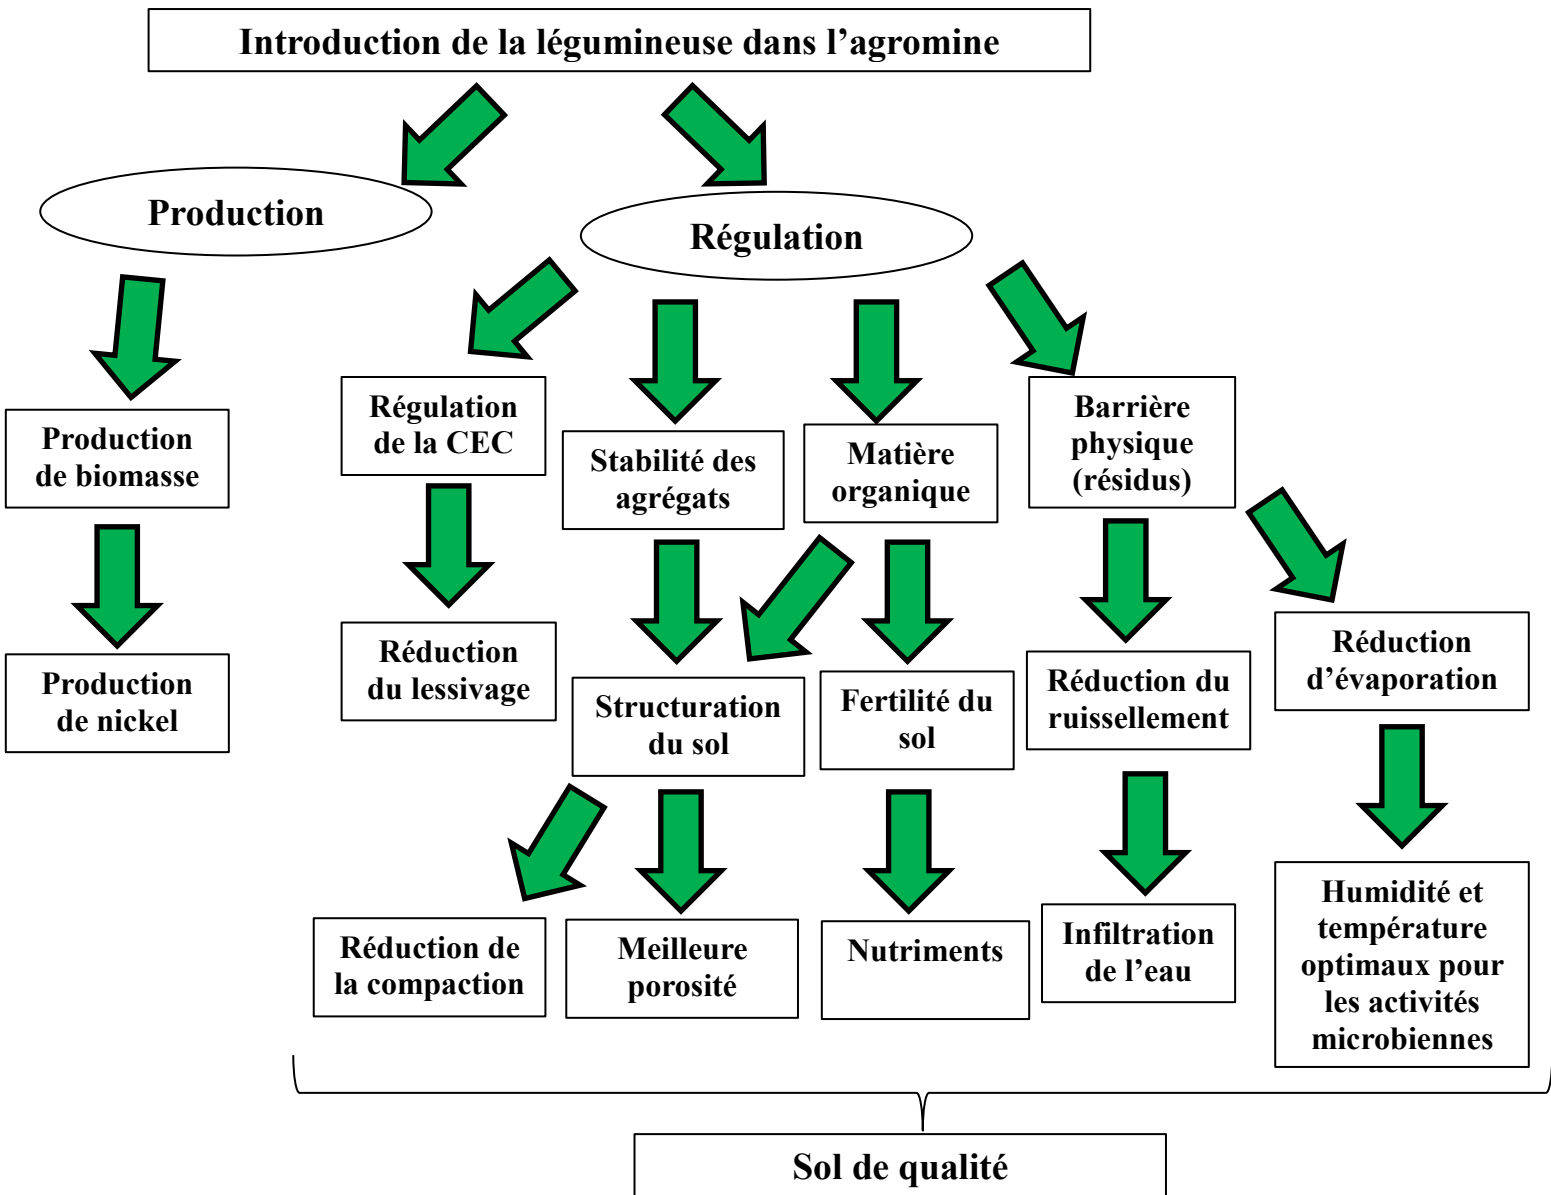 Introduction de la légumineuse dans l’agromine
Production
Régulation
Production
de biomasse
Régulation
de la CEC
Stabilité des
agrégats
Matière
organique
Barrière
physique
(résidus)
Production
de nickel
Réduction
du lessivage
Structuration
du sol
Fertilité du
sol
Réduction du
ruissellement
Réduction
d’évaporation
Réduction de
la compaction
Meilleure
porosité
Nutriments
Infiltration
de l’eau
Humidité et
température
optimaux pour
les activités
microbiennes
Sol de qualité